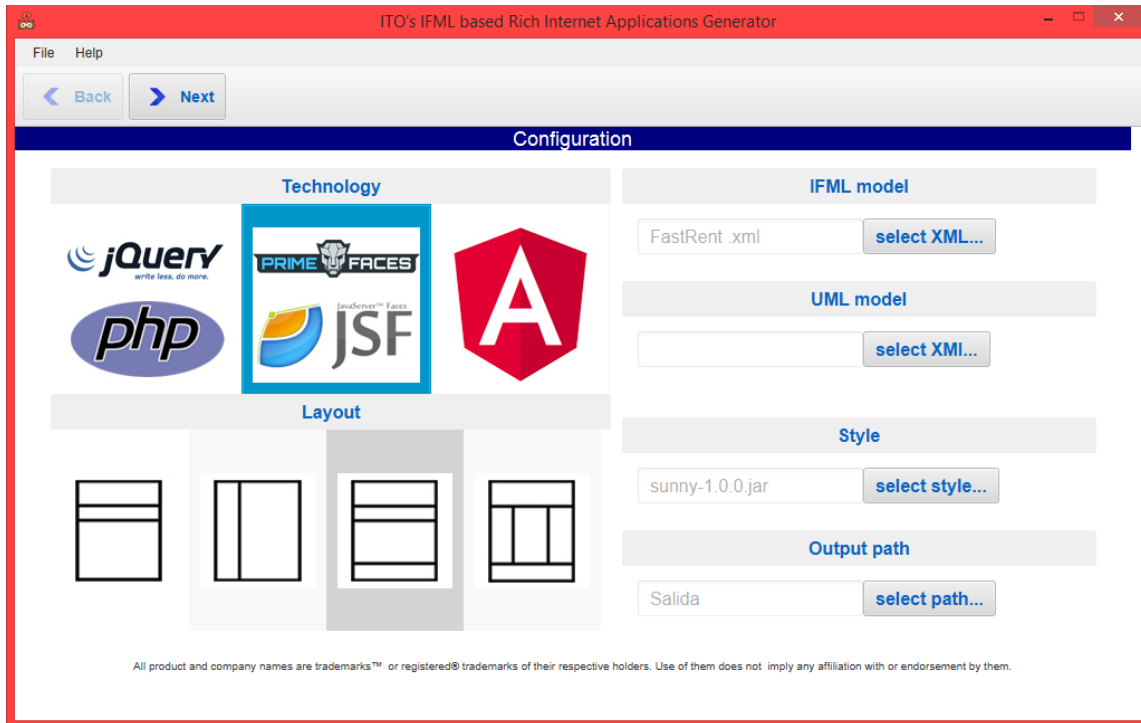 ITO's IFML based Rich Internet Applications Generator
File Help
Back Next
Configuration
Technology
jQuery
write less, do more.
php
PRIME FACES
JavaServer™ Faces
JSF
A
Layout
IFML model
FastRent .xml select XML...
UML model
select XMI...
Style
sunny-1.0.0.jar select style...
Output path
Salida select path...
All product and company names are trademarks™ or registered® trademarks of their respective holders. Use of them does not imply any affiliation with or endorsement by them.